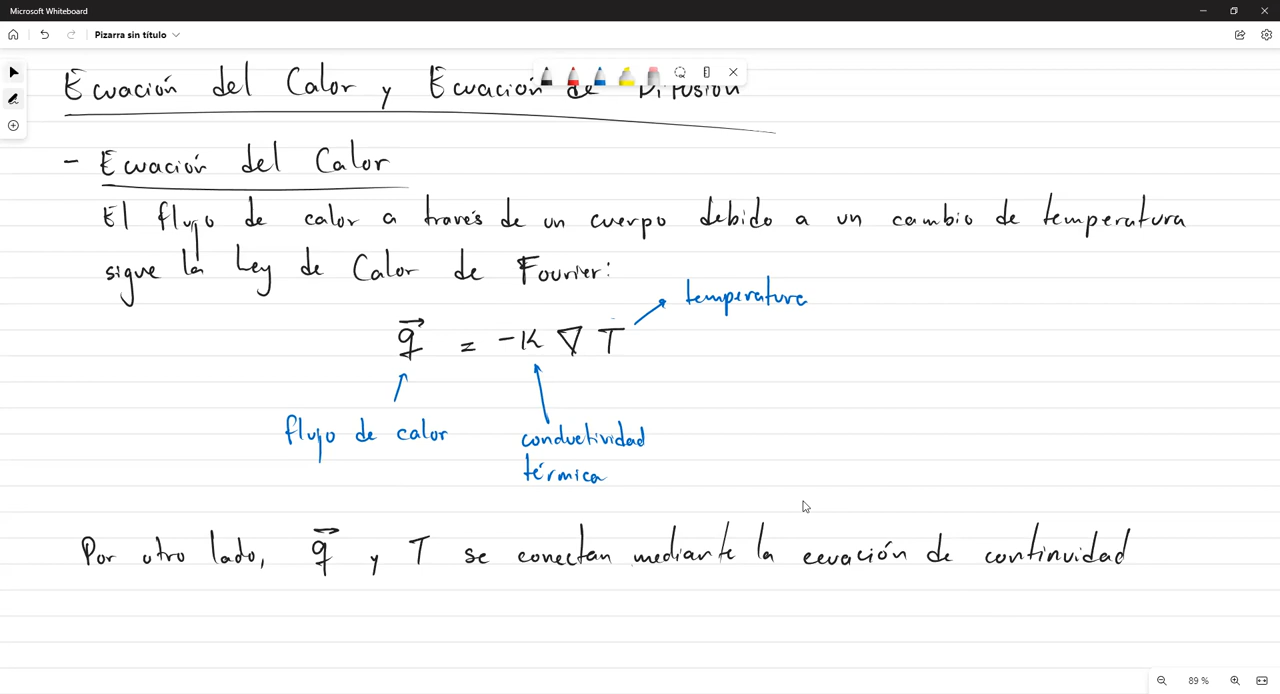 Microsoft Whiteboard
Pizarra sin título
Ecuación del Calor y Ecuación de Difusión
- Ecuación del Calor
El flujo de calor a través de un cuerpo debido a un cambio de temperatura
sigue la Ley de Calor de Fourier:
temperatura
q⃗ = -K ∇ T
flujo de calor
conductividad
térmica
Por otro lado, q⃗ y T se conectan mediante la ecuación de continuidad
89 %